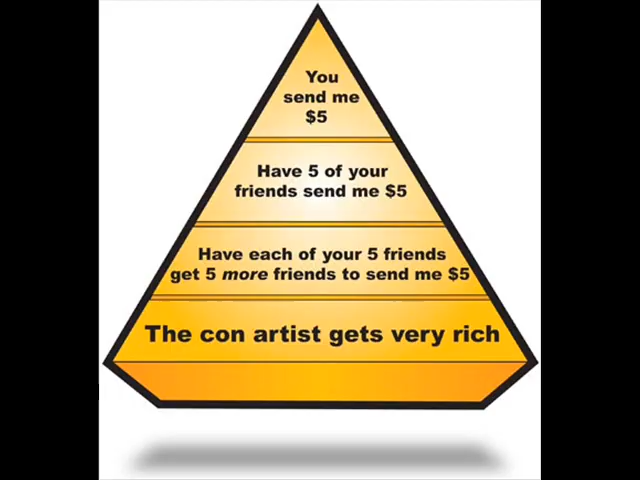 You
send me
$5
Have 5 of your
friends send me $5
Have each of your 5 friends
get 5 more friends to send me $5
The con artist gets very rich